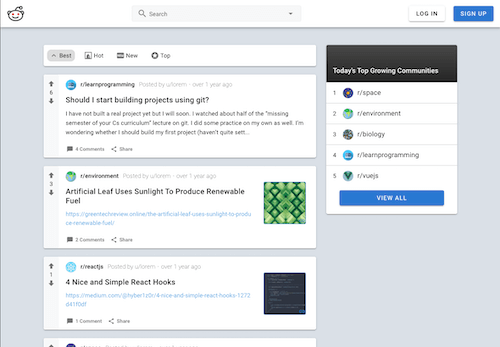 Search
LOG IN
SIGN UP
Best
Hot
New
Top
6
r/learnprogramming Posted by u/lorem · over 1 year ago
Should I start building projects using git?
I have not built a real project yet but I will soon. I watched about half of the "missing
semester of your Cs curriculum" lecture on git. I did some practice on my own as well. I'm
wondering whether I should build my first project (haven't quite sett...
4 Comments Share
3
r/environment Posted by u/lorem · over 1 year ago
Artificial Leaf Uses Sunlight To Produce Renewable
Fuel
https://greentechreview.online/the-artificial-leaf-uses-sunlight-to-produ
ce-renewable-fuel/
2 Comments Share
1
r/reactjs Posted by u/lorem · over 1 year ago
4 Nice and Simple React Hooks
https://medium.com/@hyber1z0r/4-nice-and-simple-react-hooks-1272
d41f0df
1 Comment Share
Today's Top Growing Communities
1 r/space
2 r/environment
3 r/biology
4 r/learnprogramming
5 r/vuejs
VIEW ALL